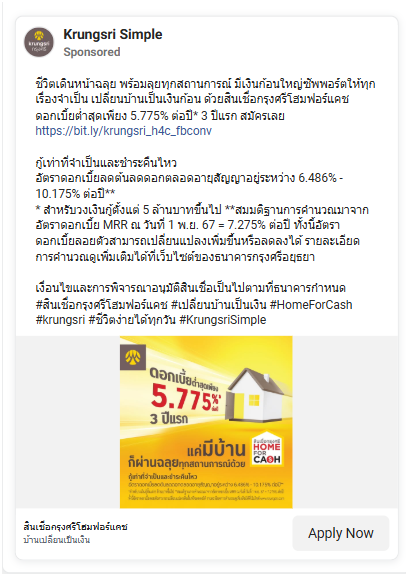 Krungsri Simple
Sponsored
krungsri
กรุงศรี
ชีวิตเดินหน้าฉลุย พร้อมลุยทุกสถานการณ์ มีเงินก้อนใหญ่ซัพพอร์ตให้ทุก
เรื่องจำเป็น เปลี่ยนบ้านเป็นเงินก้อน ด้วยสินเชื่อกรุงศรีโฮมฟอร์แคช
ดอกเบี้ยต่ำสุดเพียง 5.775% ต่อปี* 3 ปีแรก สมัครเลย
https://bit.ly/krungsri_h4c_fbconv
กู้เท่าที่จำเป็นและชำระคืนไหว
อัตราดอกเบี้ยลดต้นลดดอกตลอดอายุสัญญาอยู่ระหว่าง 6.486% -
10.175% ต่อปี**
* สำหรับวงเงินกู้ตั้งแต่ 5 ล้านบาทขึ้นไป **สมมติฐานการคำนวณมาจาก
อัตราดอกเบี้ย MRR ณ วันที่ 1 พ.ย. 67 = 7.275% ต่อปี ทั้งนี้อัตรา
ดอกเบี้ยลอยตัวสามารถเปลี่ยนแปลงเพิ่มขึ้นหรือลดลงได้ รายละเอียด
การคำนวณดูเพิ่มเติมได้ที่เว็บไซต์ของธนาคารกรุงศรีอยุธยา
เงื่อนไขและการพิจารณาอนุมัติสินเชื่อเป็นไปตามที่ธนาคารกำหนด
#สินเชื่อกรุงศรีโฮมฟอร์แคช #เปลี่ยนบ้านเป็นเงิน #HomeForCash
#krungsri #ชีวิตง่ายได้ทุกวัน #KrungsriSimple
ดอกเบี้ยต่ำสุดเพียง
5.775%
3 ปีแรก
สินเชื่อกรุงศรี
HOME
FOR
CASH
แค่มีบ้าน
ก็ผ่านฉลุยทุกสถานการณ์ด้วย
กู้เท่าที่จำเป็นและชำระคืนไหว
สินเชื่อกรุงศรีโฮมฟอร์แคช
บ้านเปลี่ยนเป็นเงิน
Apply Now